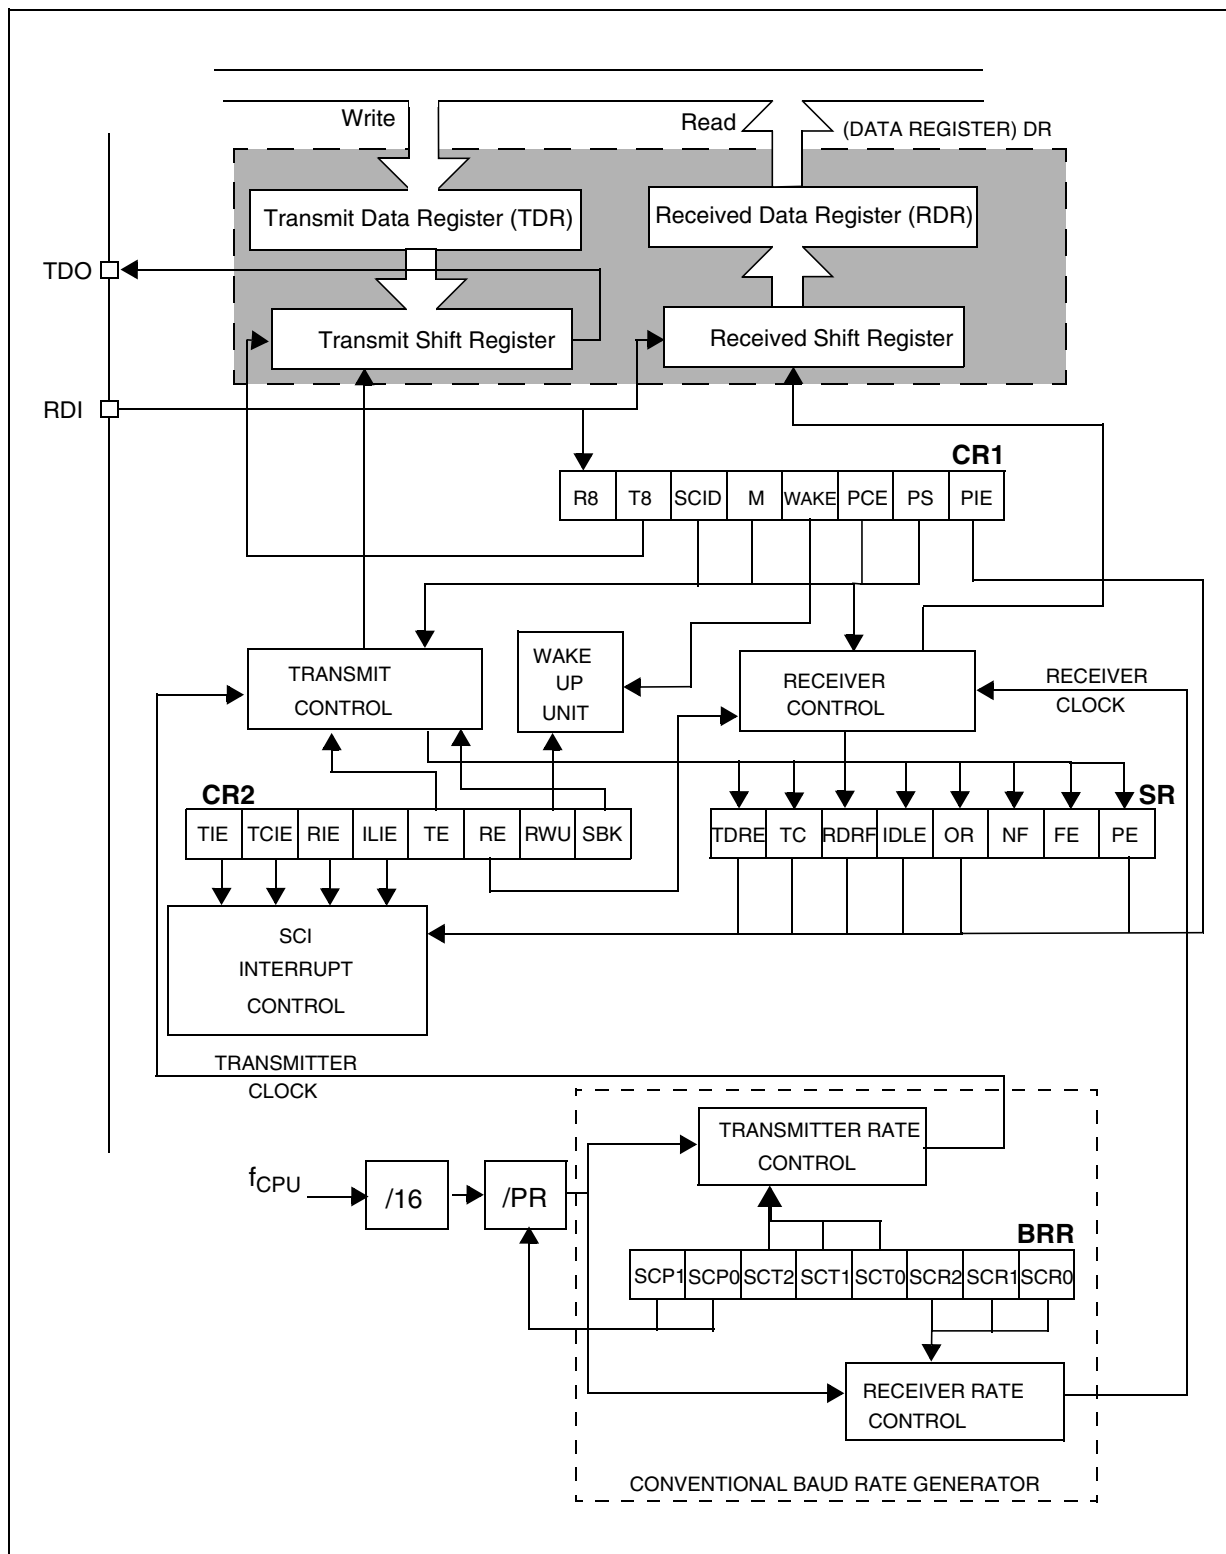 Write
Read
(DATA REGISTER) DR
Transmit Data Register (TDR)
Received Data Register (RDR)
TDO
Transmit Shift Register
Received Shift Register
RDI
CR1
R8 T8 SCID M WAKE PCE PS PIE
TRANSMIT
CONTROL
WAKE
UP
UNIT
RECEIVER
CONTROL
RECEIVER
CLOCK
CR2
TIE TCIE RIE ILIE TE RE RWU SBK
SR
TDRE TC RDRF IDLE OR NF FE PE
SCI
INTERRUPT
CONTROL
TRANSMITTER
CLOCK
TRANSMITTER RATE
CONTROL
fCPU
/16
/PR
BRR
SCP1 SCP0 SCT2 SCT1 SCT0 SCR2 SCR1 SCR0
RECEIVER RATE
CONTROL
CONVENTIONAL BAUD RATE GENERATOR